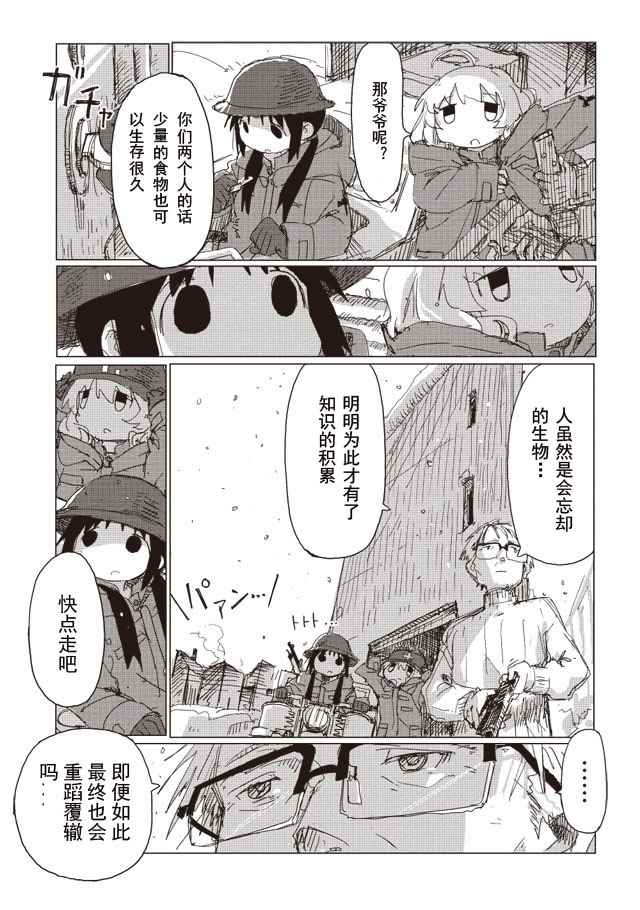 那爷爷呢？
你们两个人的话
少量的食物也可
以生存很久
ガチャ
人虽然是会忘却
的生物…
明明为此才有了
知识的积累
パァン…!
快点走吧
……
即便如此
最终也会
重蹈覆辙
吗…